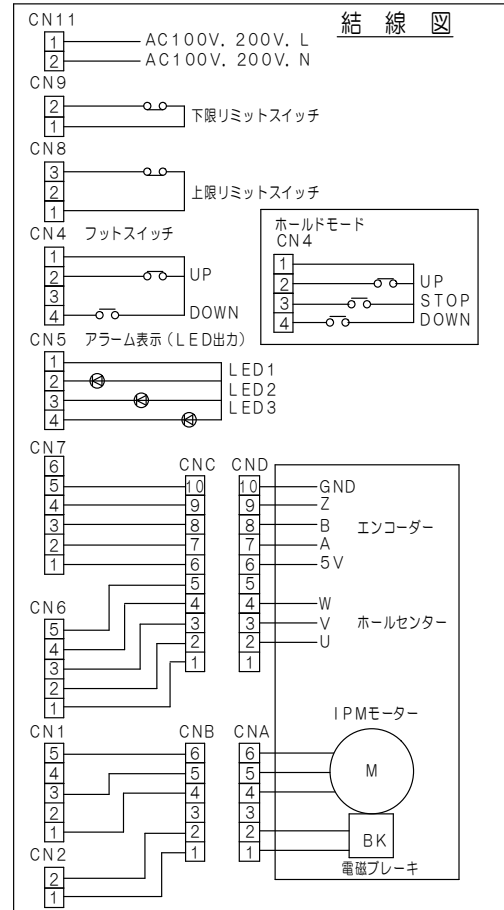 結線図
CN11
1 AC100V. 200V. L
2 AC100V. 200V. N
CN9
2
1
下限リミットスイッチ
CN8
3
2
1
上限リミットスイッチ
CN4 フットスイッチ
1
2 UP
3
4 DOWN
ホールドモード
CN4
1
2 UP
3 STOP
4 DOWN
CN5 アラーム表示(LED出力)
1
2 LED1
3 LED2
4 LED3
CN7
6
5
4
3
2
1
CN6
5
4
3
2
1
CNC
10
9
8
7
6
5
4
3
2
1
CND
10 GND
9 Z
8 B
7 A
6 5V
5
4 W
3 V
2 U
1
エンコーダー
ホールセンター
CN1
5
4
3
2
1
CN2
2
1
CNB
6
5
4
3
2
1
CNA
6
5
4
3
2
1
IPMモーター
M
BK
電磁ブレーキ